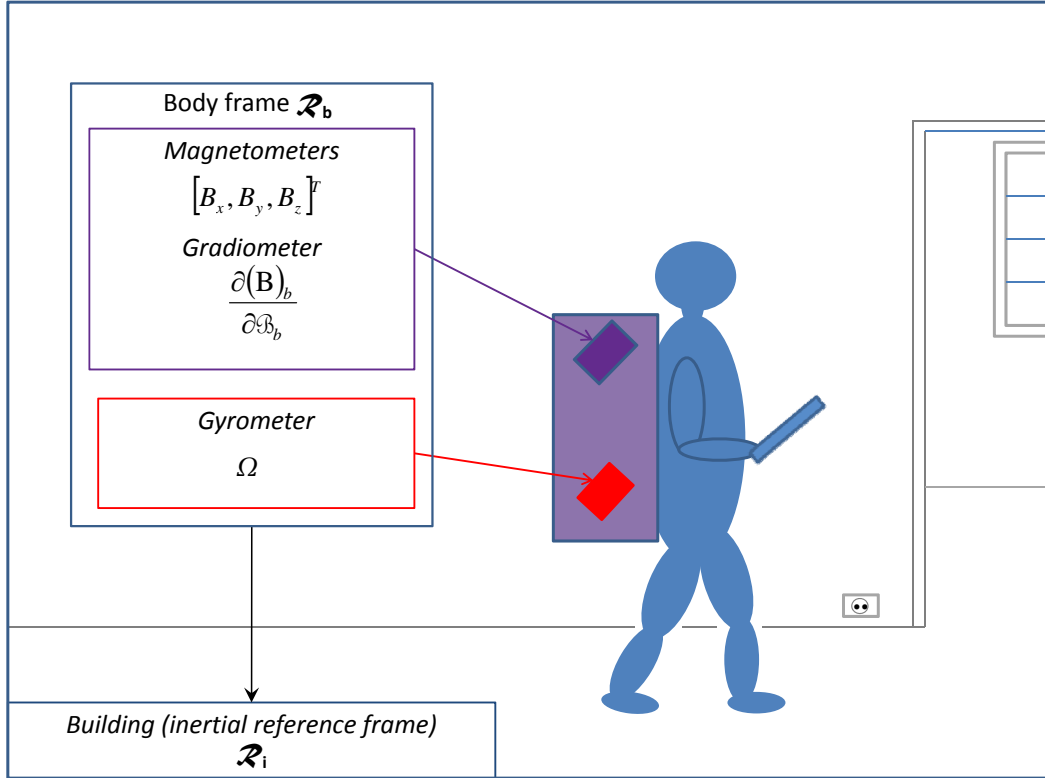 Body frame 𝓡b
Magnetometers
[Bx, By, Bz]T
Gradiometer
∂(B)b
∂ℬb
Gyrometer
Ω
Building (inertial reference frame)
𝓡i